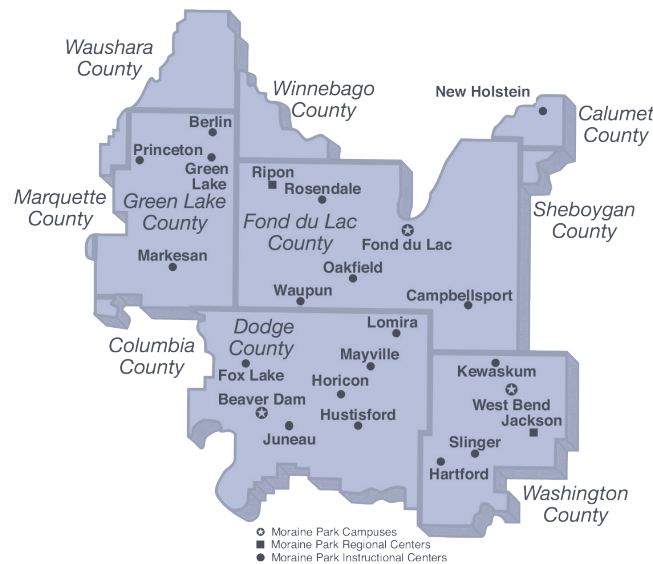 Waushara
County
Winnebago
County
New Holstein
Calumet
County
Berlin
Princeton
Green
Lake
Ripon
Rosendale
Marquette
County
Green Lake
County
Fond du Lac
County
Sheboygan
County
Fond du Lac
Markesan
Oakfield
Waupun
Campbellsport
Columbia
County
Dodge
County
Lomira
Mayville
Fox Lake
Horicon
Kewaskum
Beaver Dam
West Bend
Hustisford
Jackson
Juneau
Slinger
Hartford
Washington
County
Moraine Park Campuses
Moraine Park Regional Centers
Moraine Park Instructional Centers